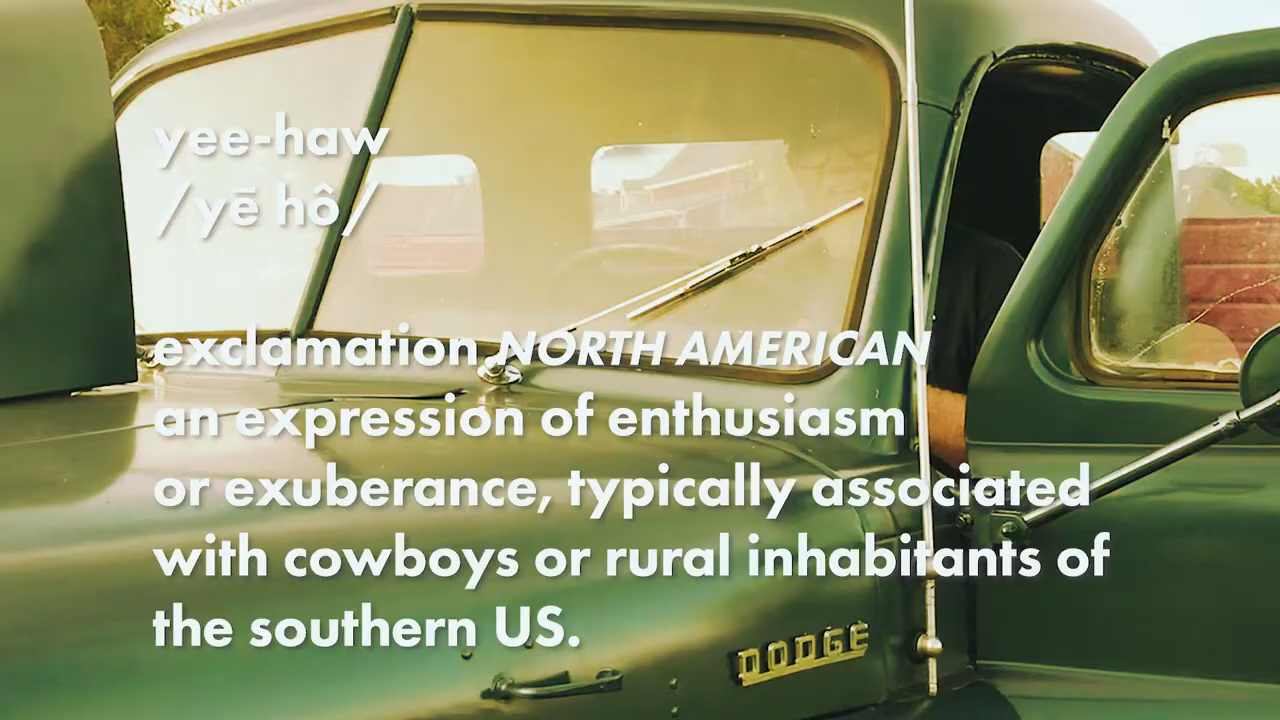 yee-haw
/yē hô/
exclamation NORTH AMERICAN
an expression of enthusiasm
or exuberance, typically associated
with cowboys or rural inhabitants of
the southern US.
DODGE